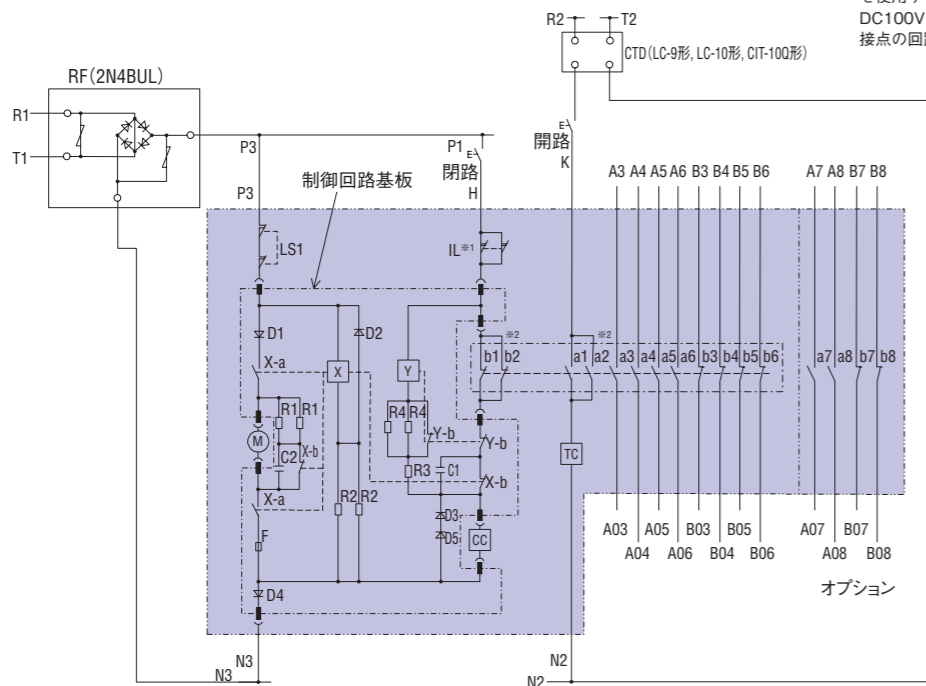 R2 T2
DC100V
接点の回
CTD(LC-9形, LC-10形, CIT-10Q形)
RF(2N4BUL)
R1
T1
P3
P1
E
閉路
H
E
開路
K
制御回路基板
P3
A3 A4 A5 A6 B3 B4 B5 B6 A7 A8 B7 B8
LS1
IL※1
D1
D2
※2
※2
b1 b2
a1 a2 a3 a4 a5 a6 b3 b4 b5 b6
a7 a8 b7 b8
X-a
X
Y
R1 R1
R4 R4
M
C2
X-b
Y-b
Y-b
R3
C1
X-b
TC
X-a
R2 R2
F
D3
D5
CC
D4
A03 A05 B03 B05
A04 A06 B04 B06
A07 B07
A08 B08
オプション
N3
N3
N2
N2